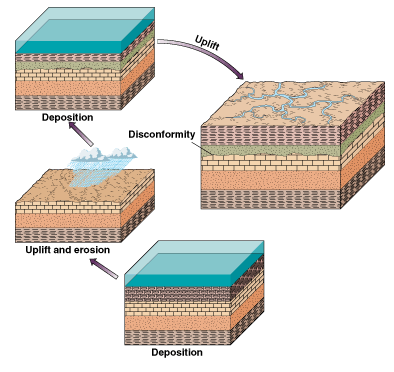 Uplift
Deposition
Disconformity
Uplift and erosion
Deposition